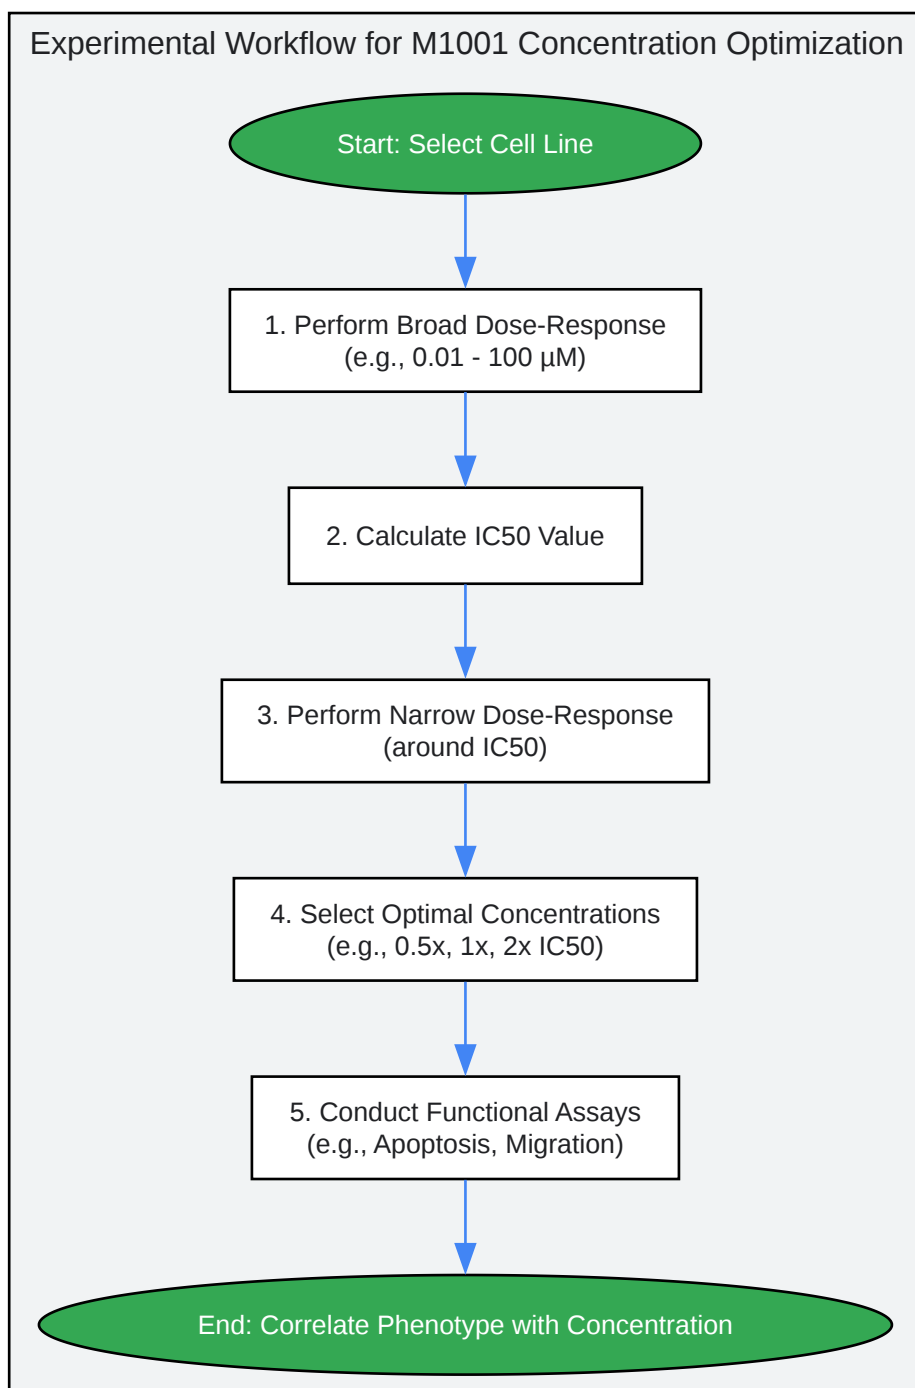 Experimental Workflow for M1001 Concentration Optimization
Start: Select Cell Line
1. Perform Broad Dose-Response
(e.g., 0.01 - 100 µM)
2. Calculate IC50 Value
3. Perform Narrow Dose-Response
(around IC50)
4. Select Optimal Concentrations
(e.g., 0.5x, 1x, 2x IC50)
5. Conduct Functional Assays
(e.g., Apoptosis, Migration)
End: Correlate Phenotype with Concentration